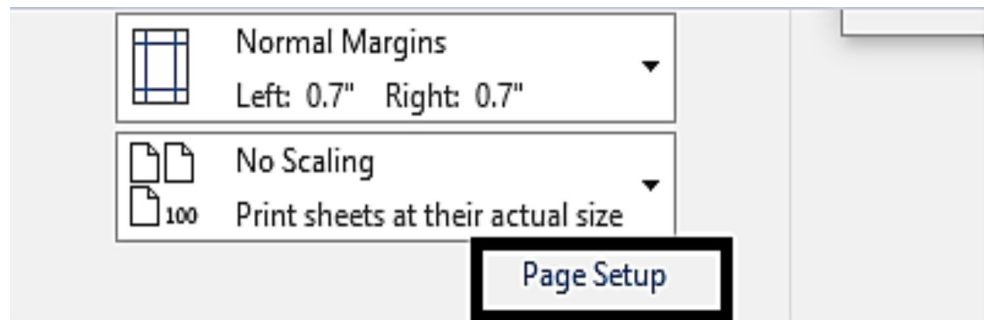 Normal Margins
Left: 0.7" Right: 0.7"
No Scaling
100
Print sheets at their actual size
Page Setup